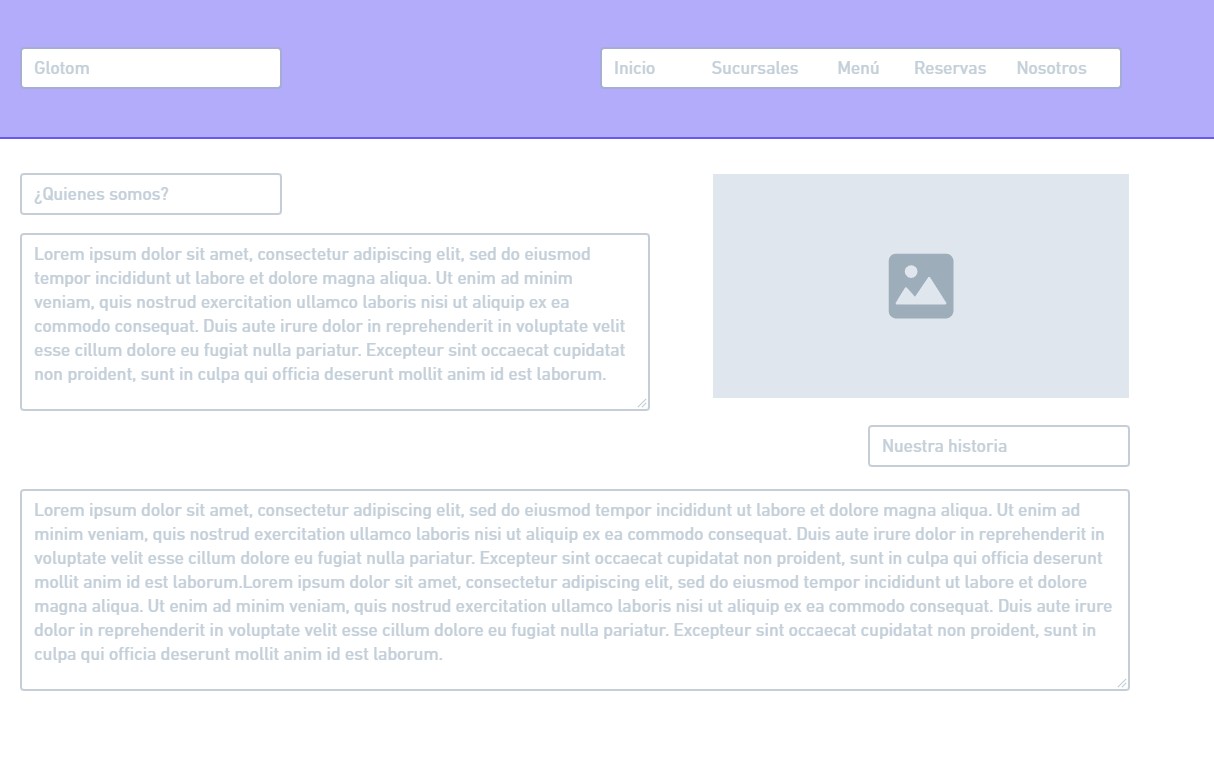 Glotom
Inicio Sucursales Menú Reservas Nosotros
¿Quienes somos?
Lorem ipsum dolor sit amet, consectetur adipiscing elit, sed do eiusmod
tempor incididunt ut labore et dolore magna aliqua. Ut enim ad minim
veniam, quis nostrud exercitation ullamco laboris nisi ut aliquip ex ea
commodo consequat. Duis aute irure dolor in reprehenderit in voluptate velit
esse cillum dolore eu fugiat nulla pariatur. Excepteur sint occaecat cupidatat
non proident, sunt in culpa qui officia deserunt mollit anim id est laborum.
Nuestra historia
Lorem ipsum dolor sit amet, consectetur adipiscing elit, sed do eiusmod tempor incididunt ut labore et dolore magna aliqua. Ut enim ad
minim veniam, quis nostrud exercitation ullamco laboris nisi ut aliquip ex ea commodo consequat. Duis aute irure dolor in reprehenderit in
voluptate velit esse cillum dolore eu fugiat nulla pariatur. Excepteur sint occaecat cupidatat non proident, sunt in culpa qui officia deserunt
mollit anim id est laborum.Lorem ipsum dolor sit amet, consectetur adipiscing elit, sed do eiusmod tempor incididunt ut labore et dolore
magna aliqua. Ut enim ad minim veniam, quis nostrud exercitation ullamco laboris nisi ut aliquip ex ea commodo consequat. Duis aute irure
dolor in reprehenderit in voluptate velit esse cillum dolore eu fugiat nulla pariatur. Excepteur sint occaecat cupidatat non proident, sunt in
culpa qui officia deserunt mollit anim id est laborum.